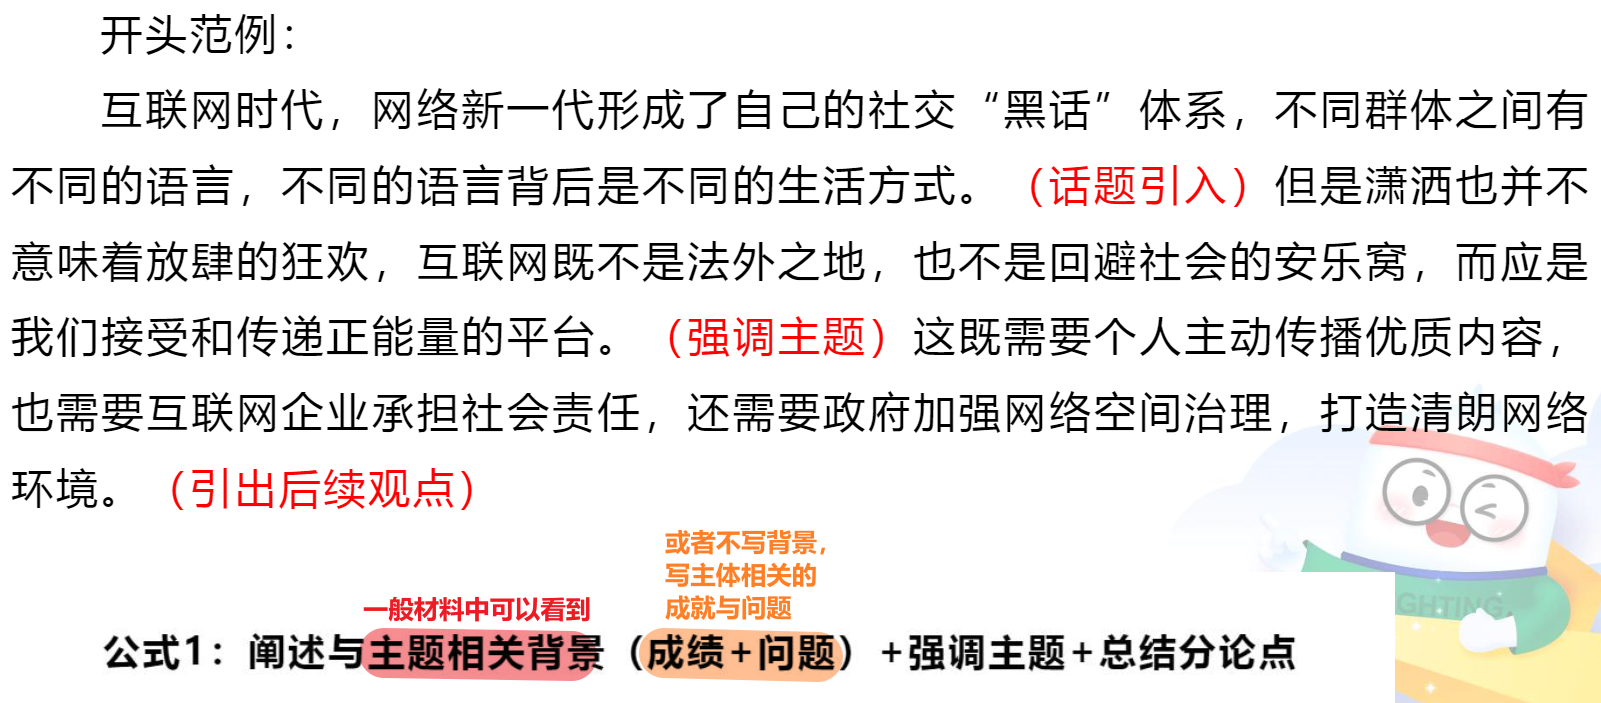 开头范例：
互联网时代，网络新一代形成了自己的社交“黑话”体系，不同群体之间有
不同的语言，不同的语言背后是不同的生活方式。（话题引入）但是潇洒也并不
意味着放肆的狂欢，互联网既不是法外之地，也不是回避社会的安乐窝，而应是
我们接受和传递正能量的平台。（强调主题）这既需要个人主动传播优质内容，
也需要互联网企业承担社会责任，还需要政府加强网络空间治理，打造清朗网络
环境。（引出后续观点）
或者不写背景，
写主体相关的
成就与问题
一般材料中可以看到
公式1：阐述与主题相关背景（成绩+问题）+强调主题+总结分论点
GHTING.